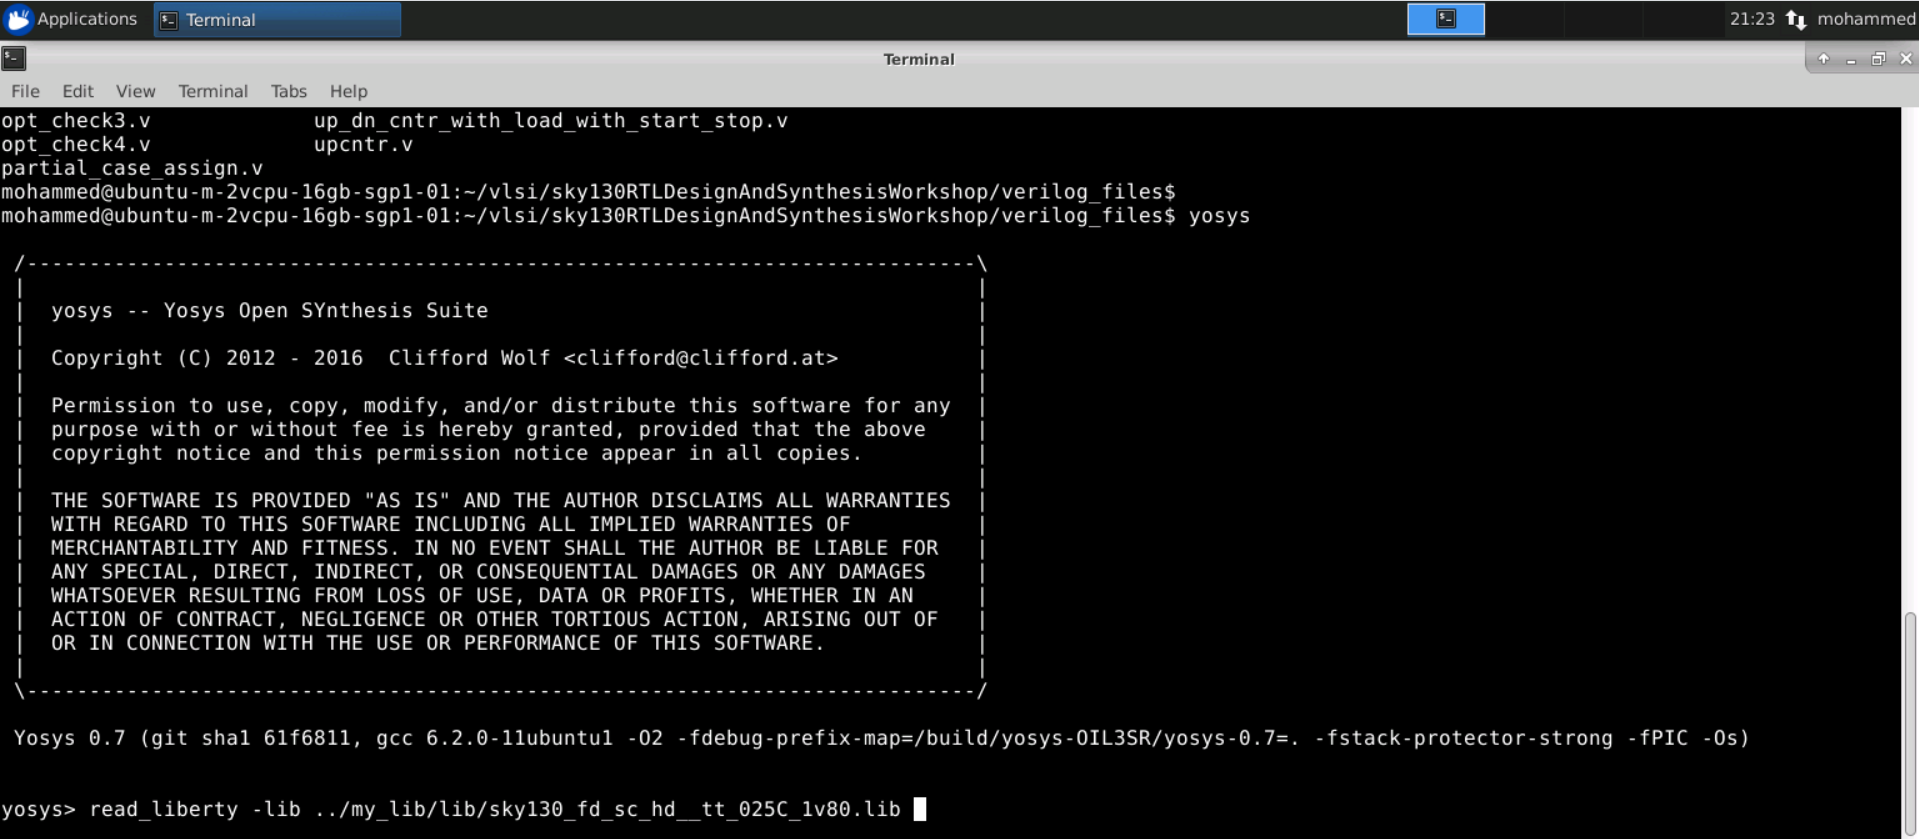 Applications Terminal 21:23 mohammed
Terminal
File Edit View Terminal Tabs Help
opt_check3.v up_dn_cntr_with_load_with_start_stop.v
opt_check4.v upcntr.v
partial_case_assign.v
mohammed@ubuntu-m-2vcpu-16gb-sgp1-01:~/vlsi/sky130RTLDesignAndSynthesisWorkshop/verilog_files$
mohammed@ubuntu-m-2vcpu-16gb-sgp1-01:~/vlsi/sky130RTLDesignAndSynthesisWorkshop/verilog_files$ yosys
/----------------------------------------------------------------------------\
|                                                                            |
|  yosys -- Yosys Open SYnthesis Suite                                       |
|                                                                            |
|  Copyright (C) 2012 - 2016  Clifford Wolf <clifford@clifford.at>           |
|                                                                            |
|  Permission to use, copy, modify, and/or distribute this software for any  |
|  purpose with or without fee is hereby granted, provided that the above    |
|  copyright notice and this permission notice appear in all copies.         |
|                                                                            |
|  THE SOFTWARE IS PROVIDED "AS IS" AND THE AUTHOR DISCLAIMS ALL WARRANTIES  |
|  WITH REGARD TO THIS SOFTWARE INCLUDING ALL IMPLIED WARRANTIES OF          |
|  MERCHANTABILITY AND FITNESS. IN NO EVENT SHALL THE AUTHOR BE LIABLE FOR   |
|  ANY SPECIAL, DIRECT, INDIRECT, OR CONSEQUENTIAL DAMAGES OR ANY DAMAGES    |
|  WHATSOEVER RESULTING FROM LOSS OF USE, DATA OR PROFITS, WHETHER IN AN     |
|  ACTION OF CONTRACT, NEGLIGENCE OR OTHER TORTIOUS ACTION, ARISING OUT OF   |
|  OR IN CONNECTION WITH THE USE OR PERFORMANCE OF THIS SOFTWARE.            |
|                                                                            |
\----------------------------------------------------------------------------/
Yosys 0.7 (git sha1 61f6811, gcc 6.2.0-11ubuntu1 -O2 -fdebug-prefix-map=/build/yosys-OIL3SR/yosys-0.7=. -fstack-protector-strong -fPIC -Os)
yosys> read_liberty -lib ../my_lib/lib/sky130_fd_sc_hd__tt_025C_1v80.lib